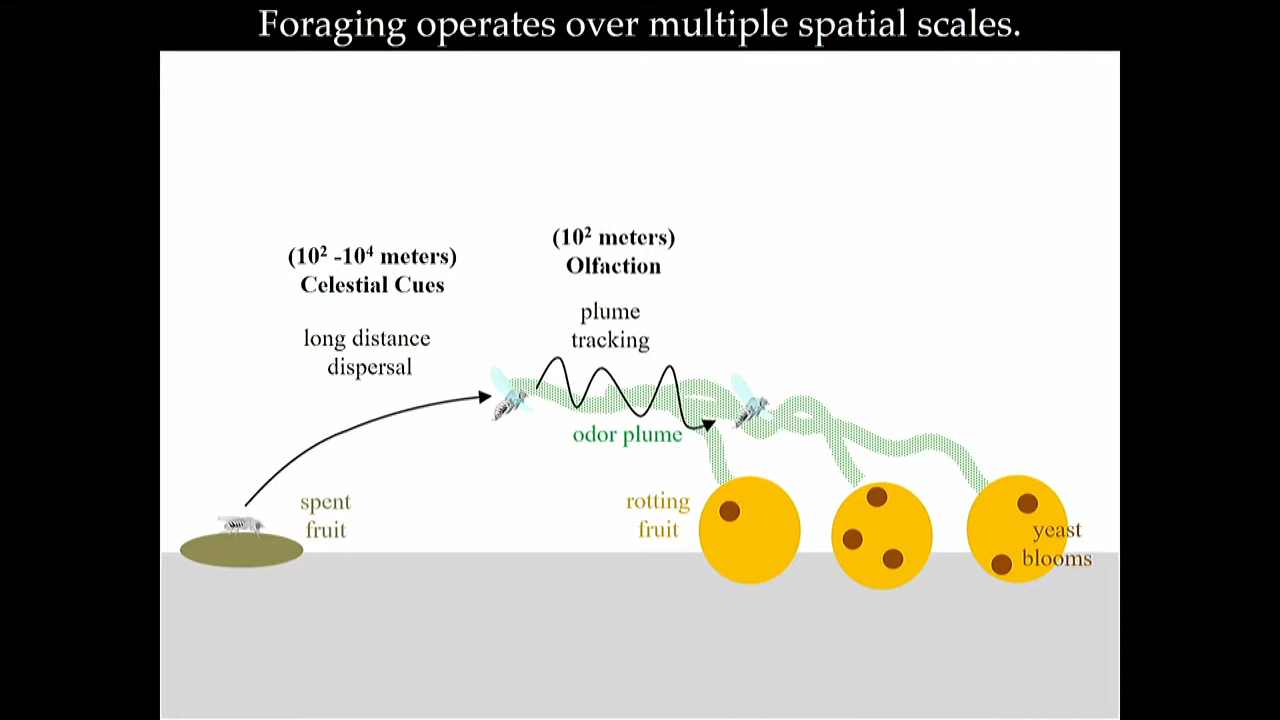 Foraging operates over multiple spatial scales.
(10² -10⁴ meters)
Celestial Cues
long distance
dispersal
(10² meters)
Olfaction
plume
tracking
odor plume
spent
fruit
rotting
fruit
yeast
blooms